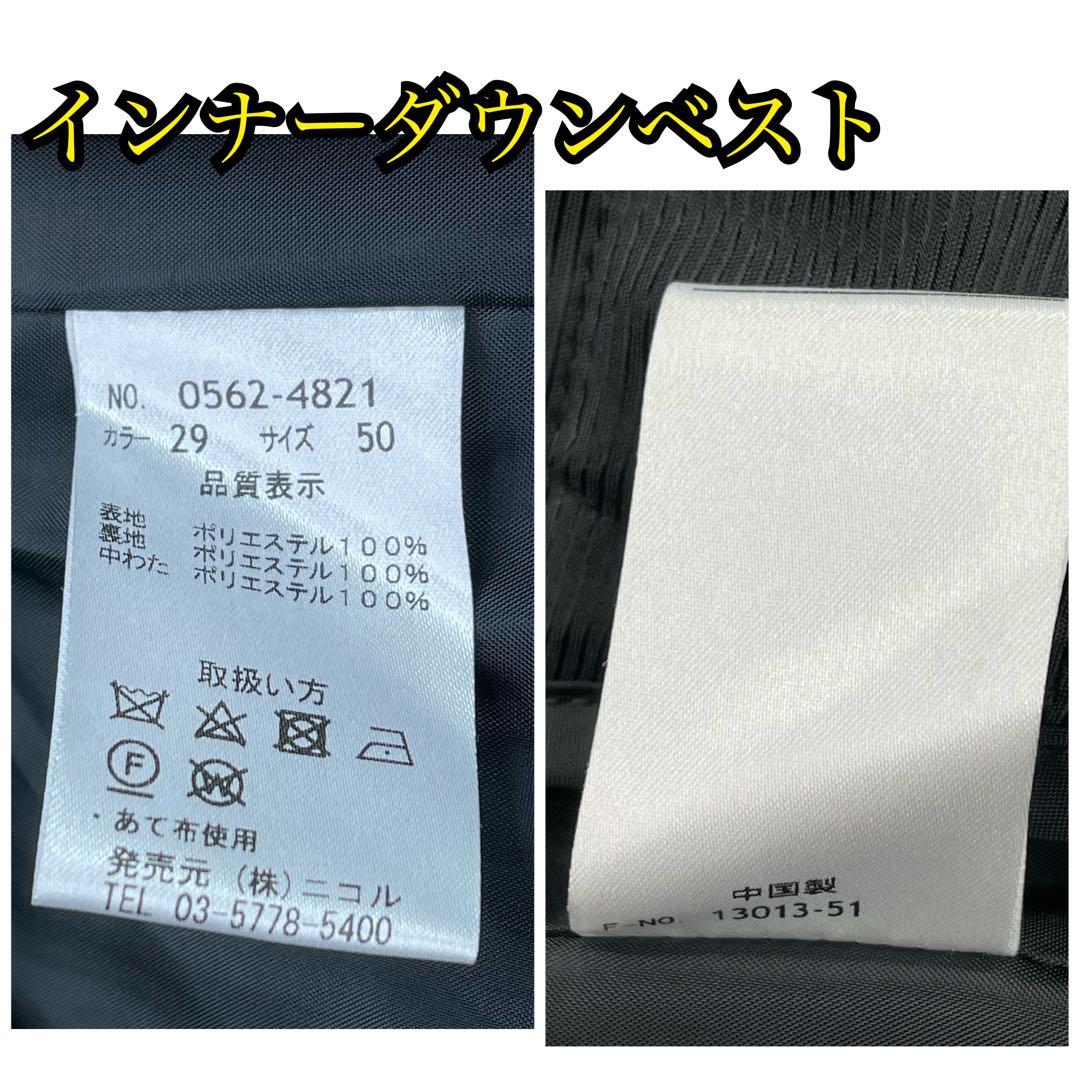 インナーダウンベスト
NO. 0562-4821
カラー 29 サイズ 50
品質表示
表地 ポリエステル100%
裏地 ポリエステル100%
中わた ポリエステル100%
取扱い方
F
W
・あて布使用
発売元 (株)ニコル
TEL 03-5778-5400
中国製
F-NO. 13013-51